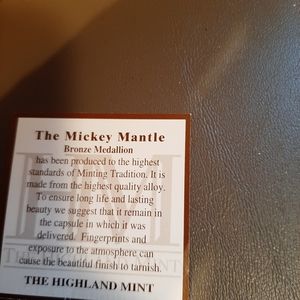 The Mickey Mantle
Bronze Medallion
has been produced to the highest
standards of Minting Tradition. It is
made from the highest quality alloy.
To ensure long life and lasting
beauty we suggest that it remain in
the capsule in which it was
delivered. Fingerprints and
exposure to the atmosphere can
cause the beautiful finish to tarnish.
THE HIGHLAND MINT